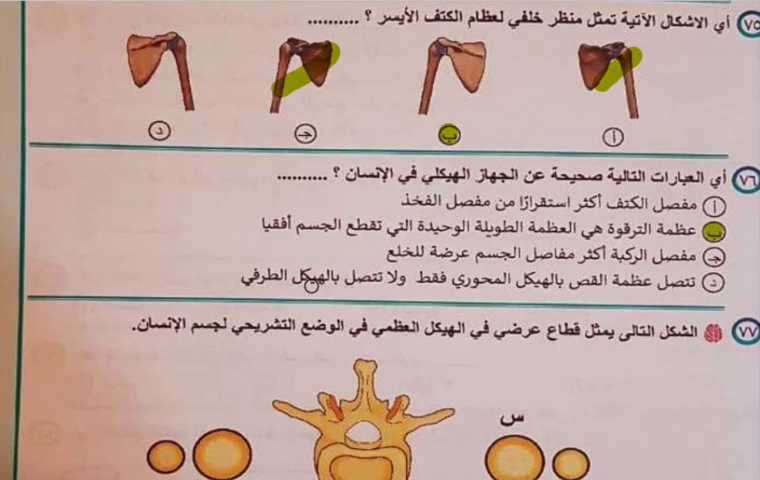 ٧٥ أي الاشكال الآتية تمثل منظر خلفي لعظام الكتف الأيسر ؟ ..........
أ ب جـ د
٧٦ أي العبارات التالية صحيحة عن الجهاز الهيكلي في الإنسان ؟ ..........
أ مفصل الكتف أكثر استقرارًا من مفصل الفخذ
ب عظمة الترقوة هي العظمة الطويلة الوحيدة التي تقطع الجسم أفقيا
جـ مفصل الركبة أكثر مفاصل الجسم عرضة للخلع
د تتصل عظمة القص بالهيكل المحوري فقط ولا تتصل بالهيكل الطرفي
٧٧ الشكل التالى يمثل قطاع عرضي في الهيكل العظمي في الوضع التشريحي لجسم الإنسان.
س